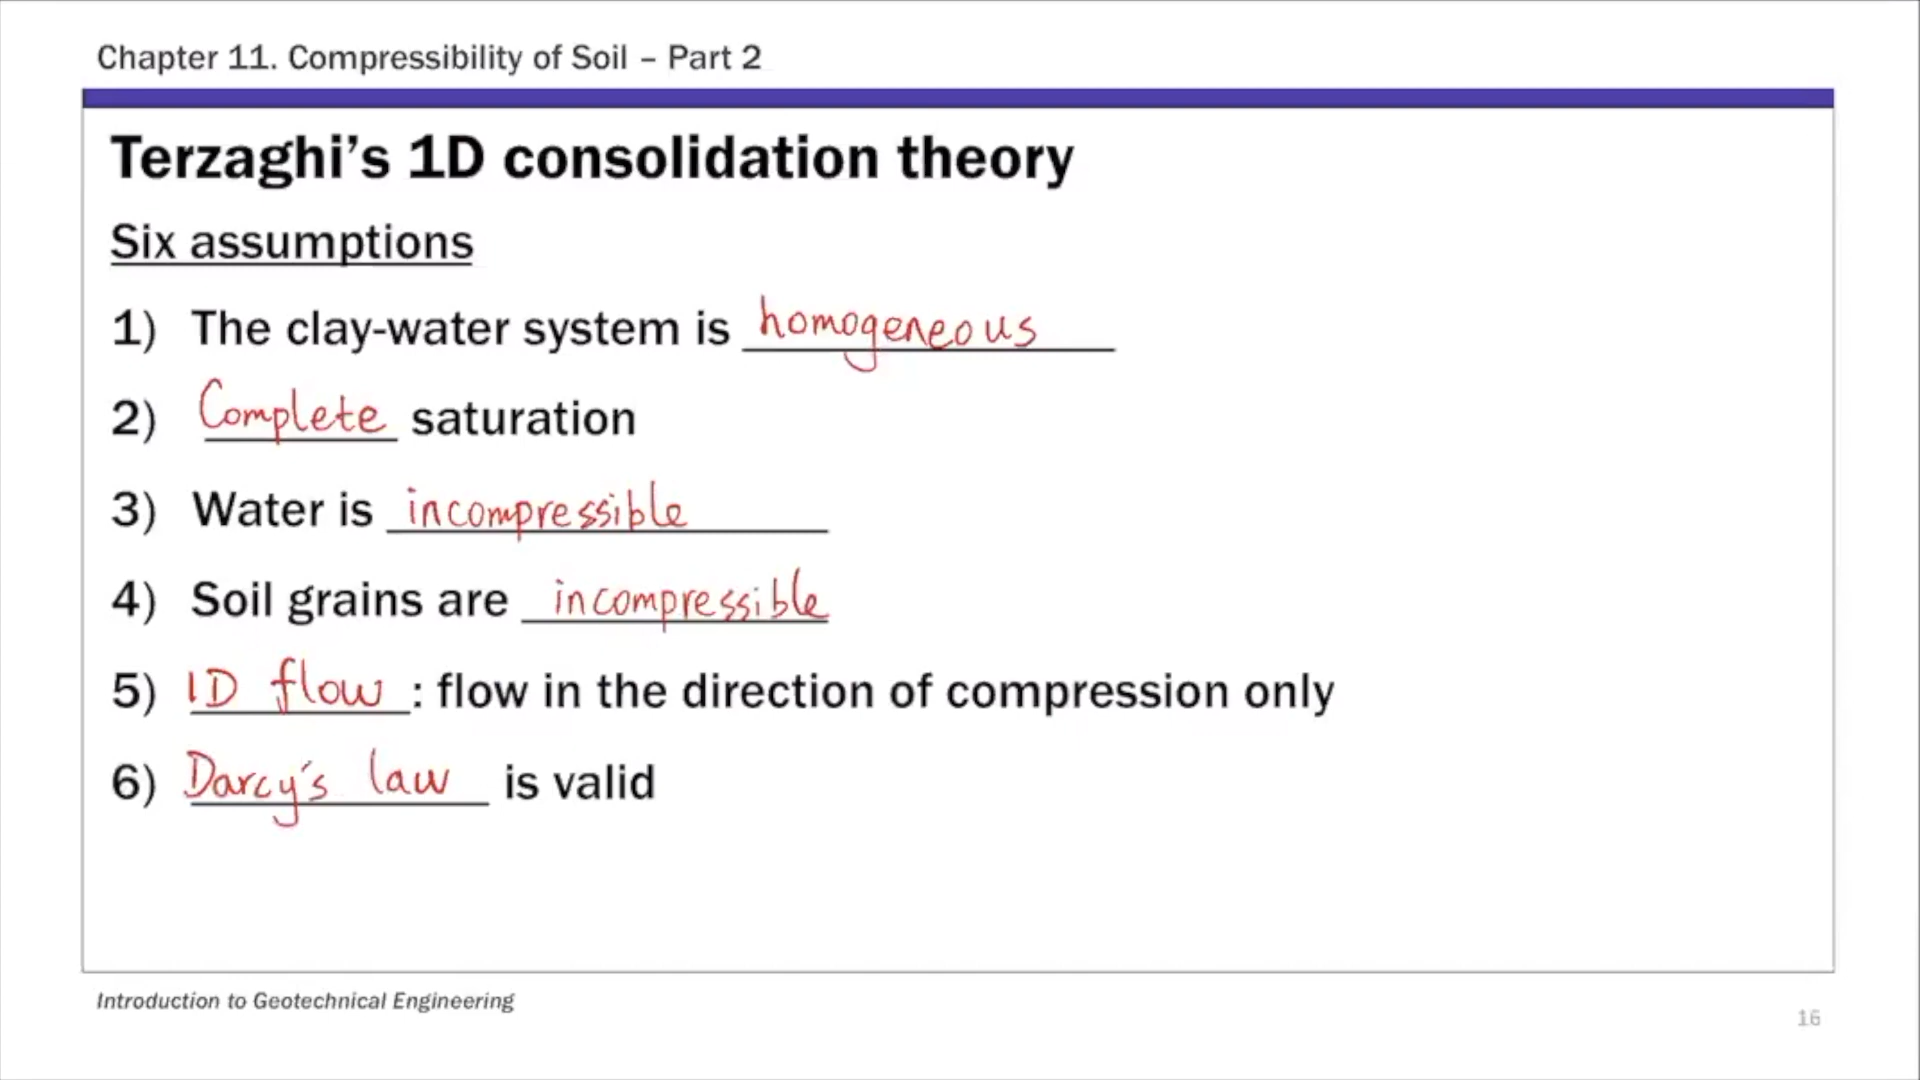 Chapter 11. Compressibility of Soil – Part 2
Terzaghi’s 1D consolidation theory
Six assumptions
1) The clay-water system is homogeneous
2) Complete saturation
3) Water is incompressible
4) Soil grains are incompressible
5) 1D flow: flow in the direction of compression only
6) Darcy's law is valid
Introduction to Geotechnical Engineering
16